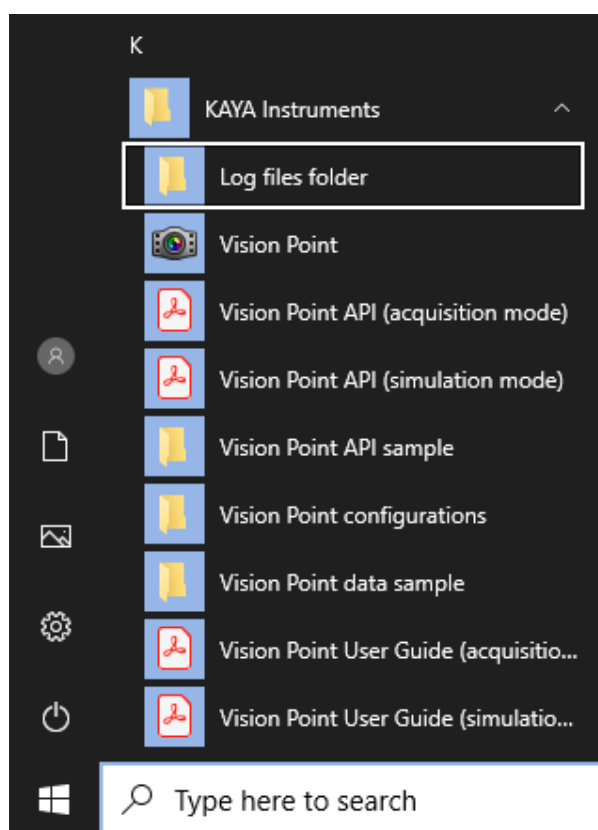 K
KAYA Instruments
Log files folder
Vision Point
Vision Point API (acquisition mode)
Vision Point API (simulation mode)
Vision Point API sample
Vision Point configurations
Vision Point data sample
Vision Point User Guide (acquisitio...
Vision Point User Guide (simulatio...
Type here to search